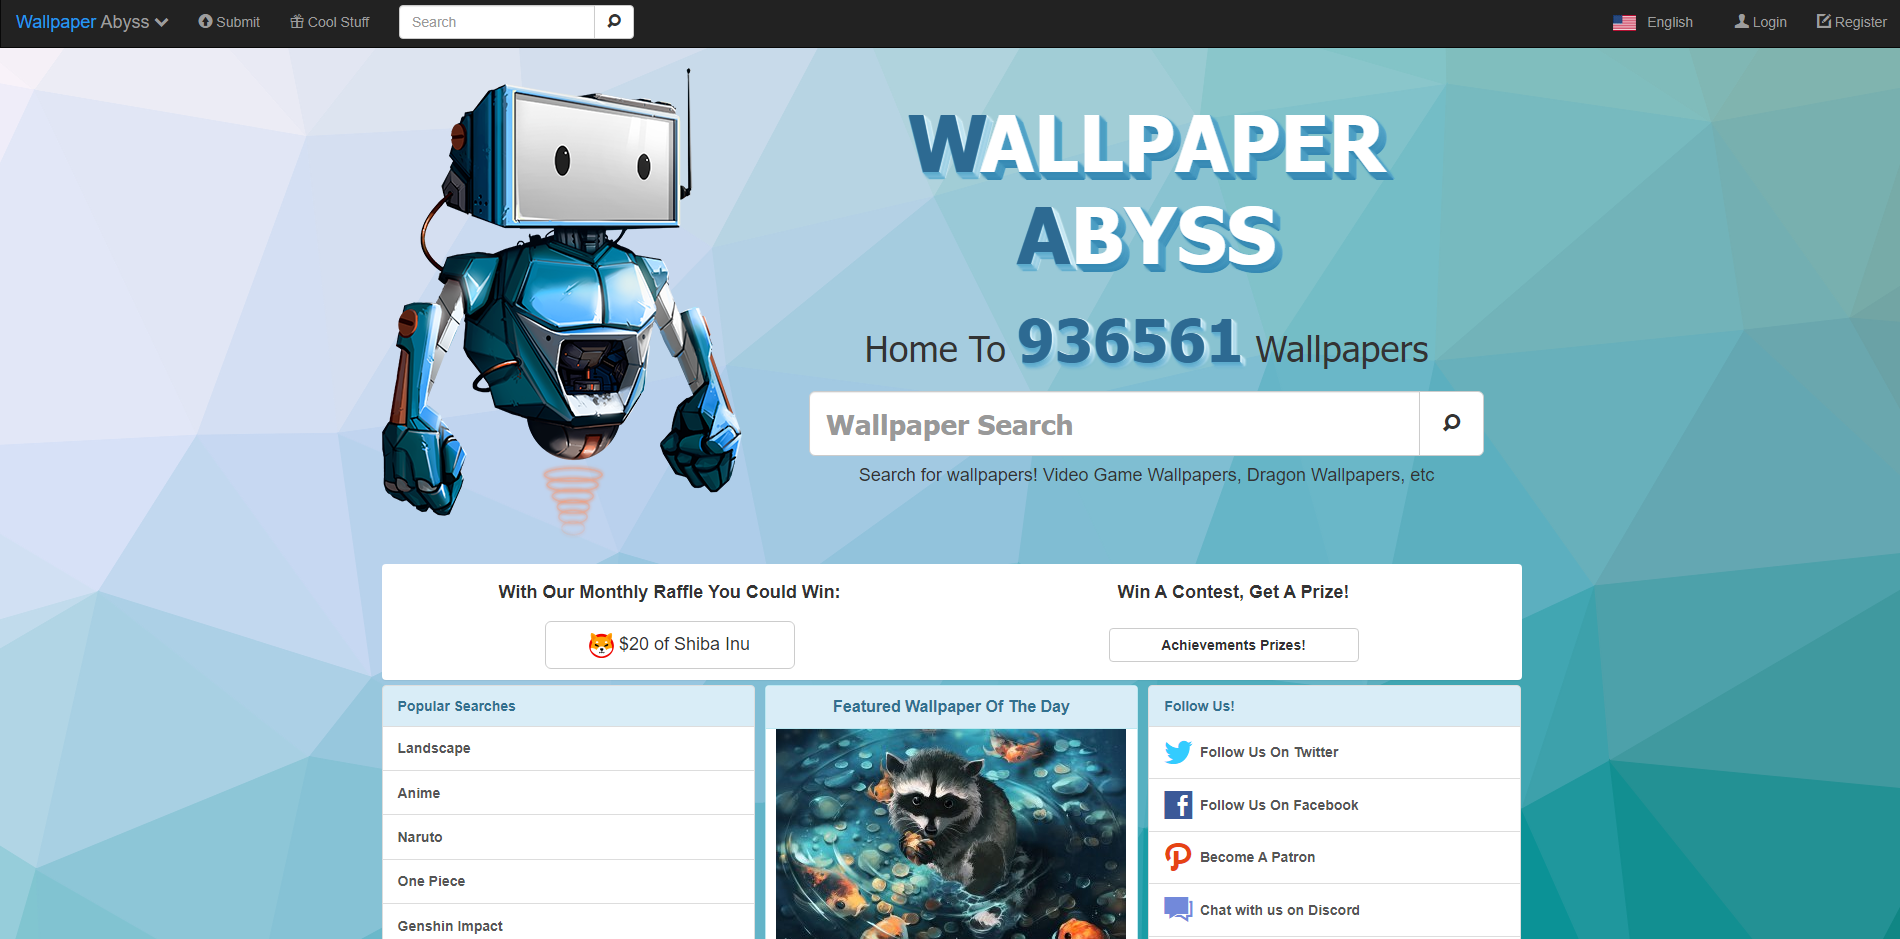 Wallpaper Abyss Submit Cool Stuff Search English Login Register
WALLPAPER
ABYSS
Home To 936561 Wallpapers
Wallpaper Search
Search for wallpapers! Video Game Wallpapers, Dragon Wallpapers, etc
With Our Monthly Raffle You Could Win:
$20 of Shiba Inu
Win A Contest, Get A Prize!
Achievements Prizes!
Popular Searches
Landscape
Anime
Naruto
One Piece
Genshin Impact
Featured Wallpaper Of The Day
Follow Us!
Follow Us On Twitter
Follow Us On Facebook
Become A Patron
Chat with us on Discord